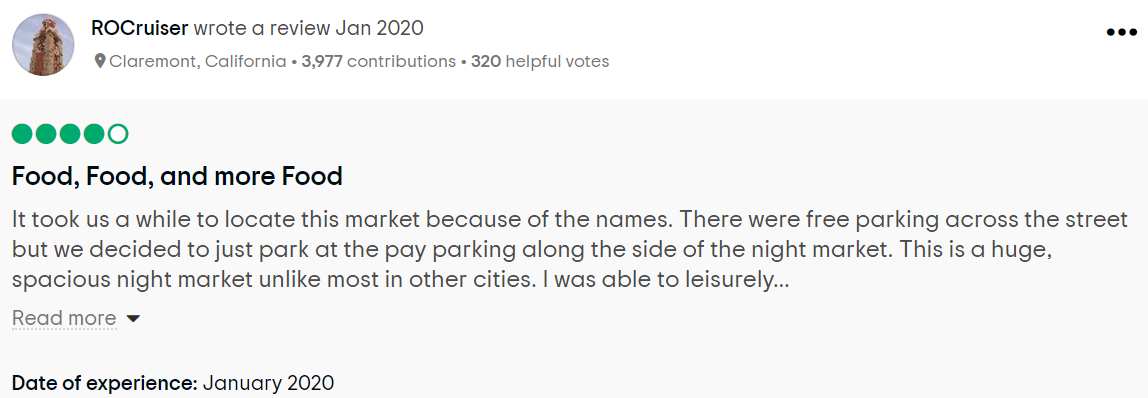 ROCruiser wrote a review Jan 2020
Claremont, California • 3,977 contributions • 320 helpful votes
Food, Food, and more Food
It took us a while to locate this market because of the names. There were free parking across the street
but we decided to just park at the pay parking along the side of the night market. This is a huge,
spacious night market unlike most in other cities. I was able to leisurely...
Read more
Date of experience: January 2020